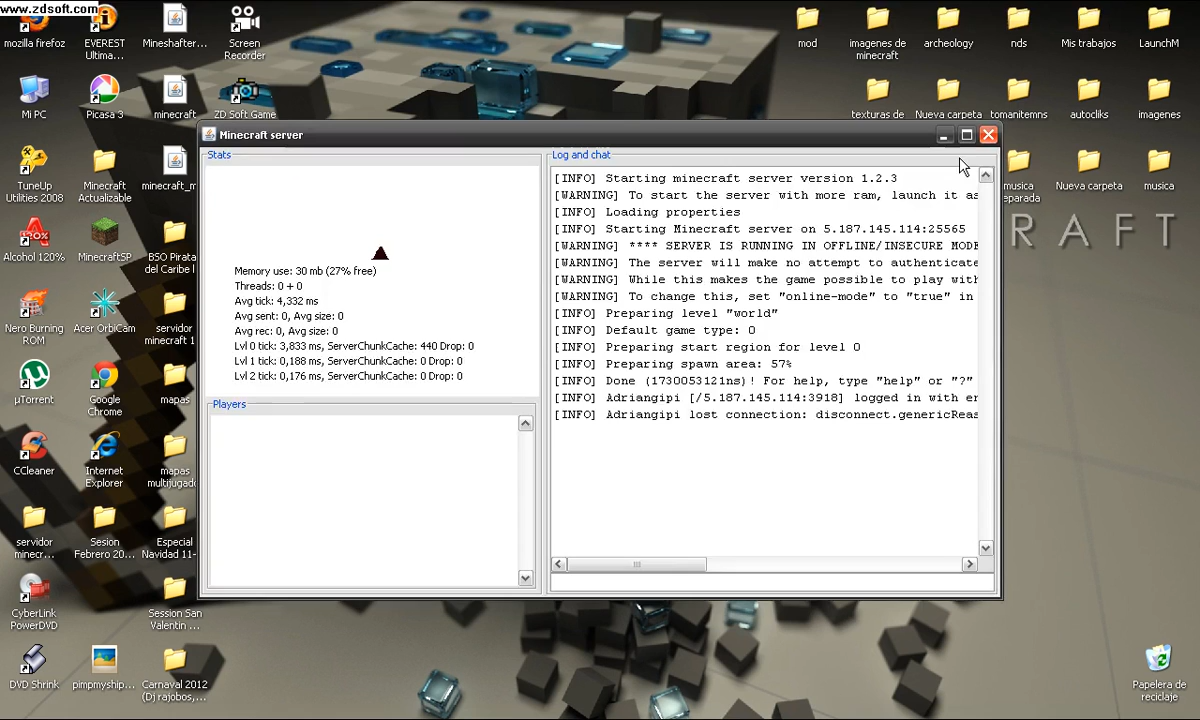 www.zdsoft.com
mozilla firefox
EVEREST
Ultima...
Mineshafter...
Screen
Recorder
mod
imagenes de
minecraft
archeology
nds
Mis trabajos
LaunchM
Mi PC
Picasa 3
minecraft
ZD Soft Game
texturas de
Nueva carpeta
tomanitemns
autocliks
imagenes
TuneUp
Utilities 2008
Minecraft
Actualizable
minecraft_m
musica
eparada
Nueva carpeta
musica
RAFT
Alcohol 120%
MinecraftSP
BSO Pirata
del Caribe I
Nero Burning
ROM
Acer OrbiCam
servidor
minecraft 1
µTorrent
Google
Chrome
mapas
CCleaner
Internet
Explorer
mapas
multijugado
servidor
minecr...
Sesion
Febrero 20...
Especial
Navidad 11-
CyberLink
PowerDVD
Session San
Valentin ...
DVD Shrink
pimpmyship...
Carnaval 2012
(Dj rajobos,...
Papelera de
reciclaje
Minecraft server
Stats
Memory use: 30 mb (27% free)
Threads: 0 + 0
Avg tick: 4,332 ms
Avg sent: 0, Avg size: 0
Avg rec: 0, Avg size: 0
Lvl 0 tick: 3,833 ms, ServerChunkCache: 440 Drop: 0
Lvl 1 tick: 0,188 ms, ServerChunkCache: 0 Drop: 0
Lvl 2 tick: 0,176 ms, ServerChunkCache: 0 Drop: 0
Players
Log and chat
[INFO] Starting minecraft server version 1.2.3
[WARNING] To start the server with more ram, launch it as
[INFO] Loading properties
[INFO] Starting Minecraft server on 5.187.145.114:25565
[WARNING] **** SERVER IS RUNNING IN OFFLINE/INSECURE MODE
[WARNING] The server will make no attempt to authenticate
[WARNING] While this makes the game possible to play with
[WARNING] To change this, set "online-mode" to "true" in
[INFO] Preparing level "world"
[INFO] Default game type: 0
[INFO] Preparing start region for level 0
[INFO] Preparing spawn area: 57%
[INFO] Done (1730053121ns)! For help, type "help" or "?"
[INFO] Adriangipi [/5.187.145.114:3918] logged in with en
[INFO] Adriangipi lost connection: disconnect.genericReas